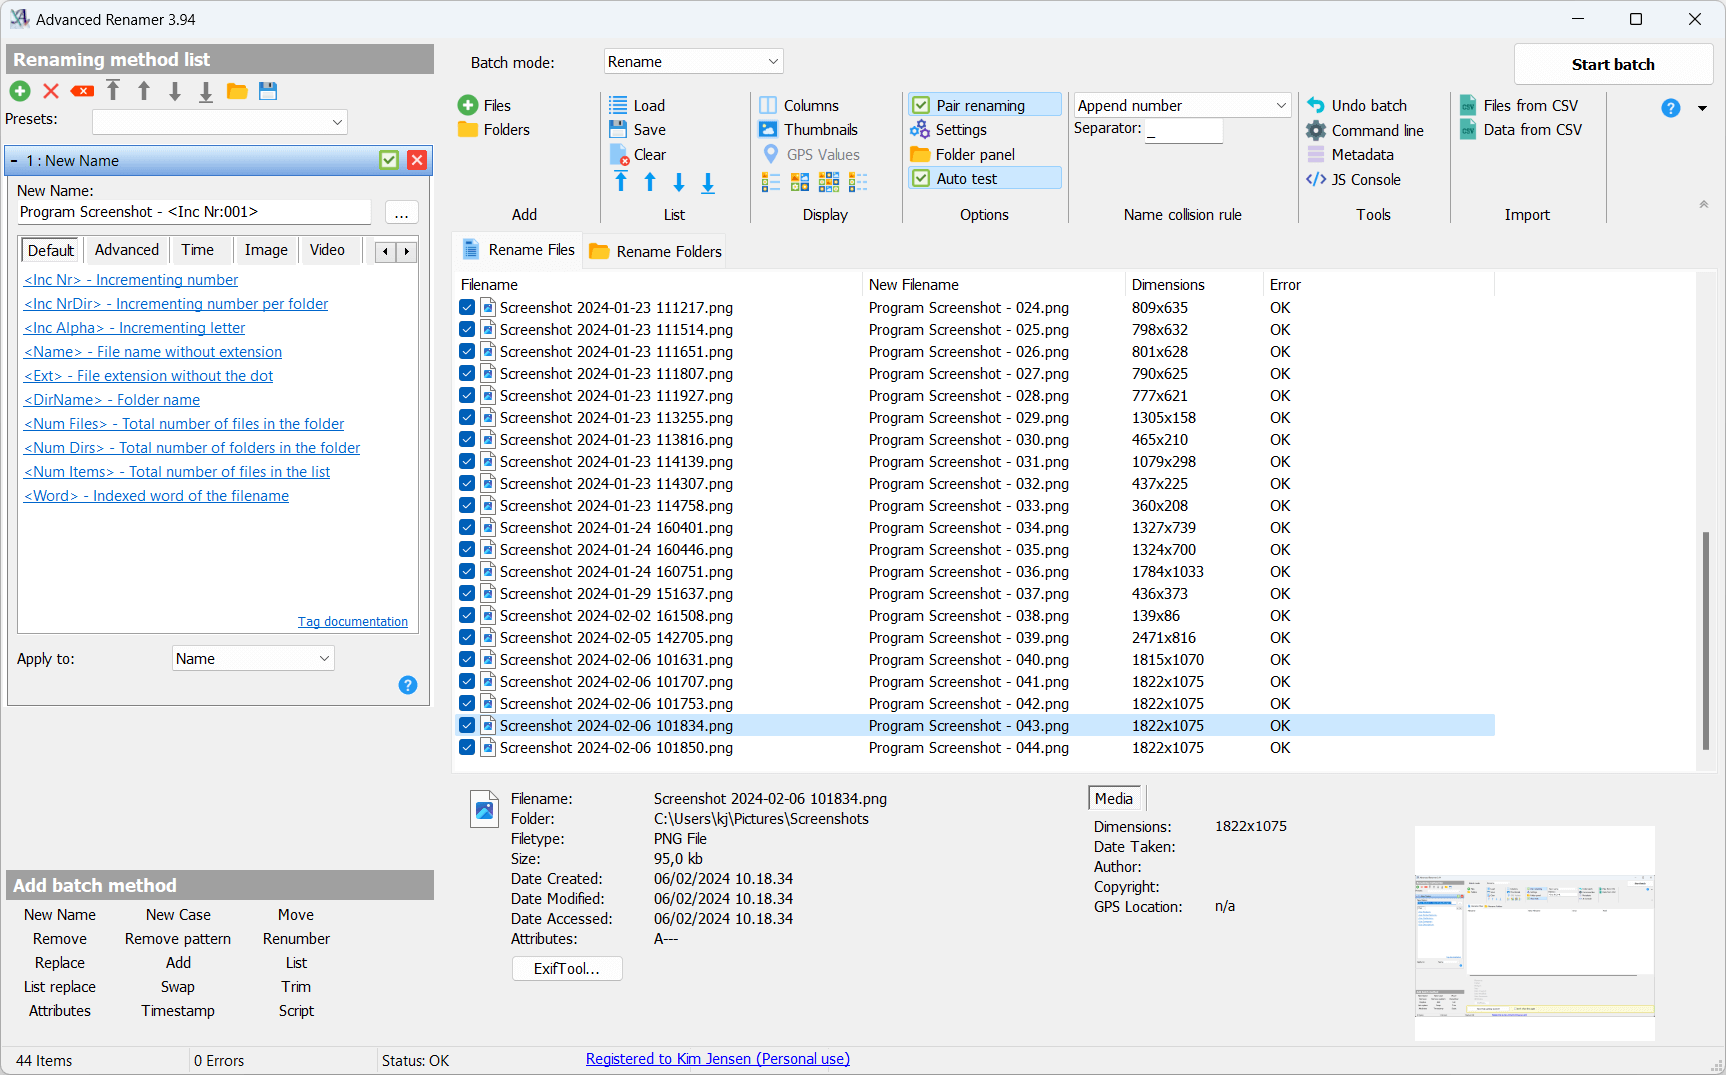 Advanced Renamer 3.94
Renaming method list
Presets:
1 : New Name
New Name:
Program Screenshot - <Inc Nr:001>
...
Default Advanced Time Image Video
<Inc Nr> - Incrementing number
<Inc NrDir> - Incrementing number per folder
<Inc Alpha> - Incrementing letter
<Name> - File name without extension
<Ext> - File extension without the dot
<DirName> - Folder name
<Num Files> - Total number of files in the folder
<Num Dirs> - Total number of folders in the folder
<Num Items> - Total number of files in the list
<Word> - Indexed word of the filename
Tag documentation
Apply to: Name
Add batch method
New Name New Case Move
Remove Remove pattern Renumber
Replace Add List
List replace Swap Trim
Attributes Timestamp Script
Batch mode: Rename
Start batch
Files
Folders
Add
Load
Save
Clear
List
Columns
Thumbnails
GPS Values
Display
Pair renaming
Settings
Folder panel
Auto test
Options
Append number
Separator: _
Name collision rule
Undo batch
Command line
Metadata
JS Console
Tools
Files from CSV
Data from CSV
Import
Rename Files Rename Folders
Filename New Filename Dimensions Error
Screenshot 2024-01-23 111217.png Program Screenshot - 024.png 809x635 OK
Screenshot 2024-01-23 111514.png Program Screenshot - 025.png 798x632 OK
Screenshot 2024-01-23 111651.png Program Screenshot - 026.png 801x628 OK
Screenshot 2024-01-23 111807.png Program Screenshot - 027.png 790x625 OK
Screenshot 2024-01-23 111927.png Program Screenshot - 028.png 777x621 OK
Screenshot 2024-01-23 113255.png Program Screenshot - 029.png 1305x158 OK
Screenshot 2024-01-23 113816.png Program Screenshot - 030.png 465x210 OK
Screenshot 2024-01-23 114139.png Program Screenshot - 031.png 1079x298 OK
Screenshot 2024-01-23 114307.png Program Screenshot - 032.png 437x225 OK
Screenshot 2024-01-23 114758.png Program Screenshot - 033.png 360x208 OK
Screenshot 2024-01-24 160401.png Program Screenshot - 034.png 1327x739 OK
Screenshot 2024-01-24 160446.png Program Screenshot - 035.png 1324x700 OK
Screenshot 2024-01-24 160751.png Program Screenshot - 036.png 1784x1033 OK
Screenshot 2024-01-29 151637.png Program Screenshot - 037.png 436x373 OK
Screenshot 2024-02-02 161508.png Program Screenshot - 038.png 139x86 OK
Screenshot 2024-02-05 142705.png Program Screenshot - 039.png 2471x816 OK
Screenshot 2024-02-06 101631.png Program Screenshot - 040.png 1815x1070 OK
Screenshot 2024-02-06 101707.png Program Screenshot - 041.png 1822x1075 OK
Screenshot 2024-02-06 101753.png Program Screenshot - 042.png 1822x1075 OK
Screenshot 2024-02-06 101834.png Program Screenshot - 043.png 1822x1075 OK
Screenshot 2024-02-06 101850.png Program Screenshot - 044.png 1822x1075 OK
Filename: Screenshot 2024-02-06 101834.png
Folder: C:\Users\kj\Pictures\Screenshots
Filetype: PNG File
Size: 95,0 kb
Date Created: 06/02/2024 10.18.34
Date Modified: 06/02/2024 10.18.34
Date Accessed: 06/02/2024 10.18.34
Attributes: A---
ExifTool...
Media
Dimensions: 1822x1075
Date Taken:
Author:
Copyright:
GPS Location: n/a
44 Items 0 Errors Status: OK Registered to Kim Jensen (Personal use)